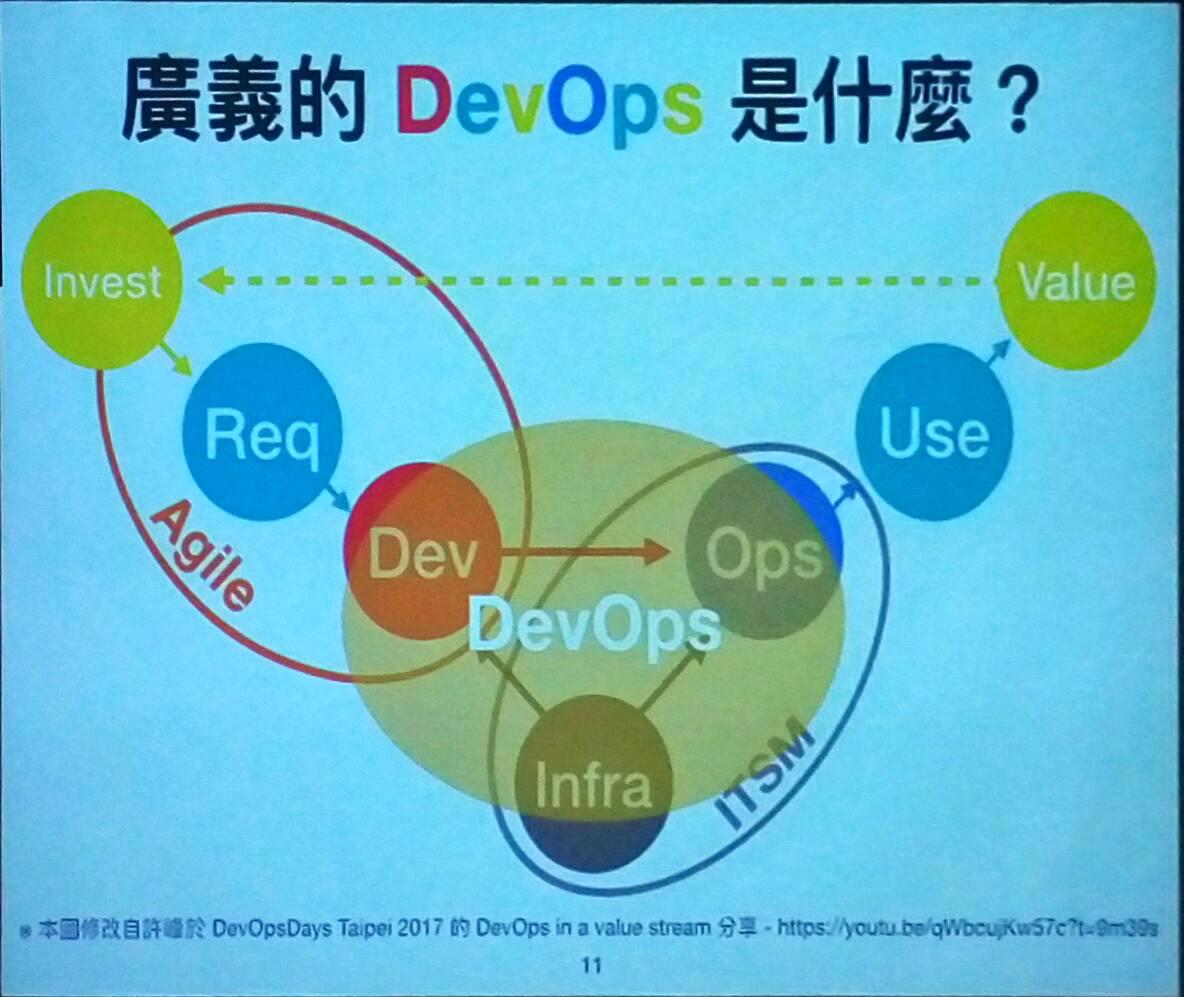 廣義的 DevOps 是什麼？
Invest
Value
Req
Use
Agile
Dev
Ops
DevOps
Infra
ITSM
※ 本圖修改自許峰於 DevOpsDays Taipei 2017 的 DevOps in a value stream 分享 - https://youtu.be/qWbcujKw57c?t=9m39s
11